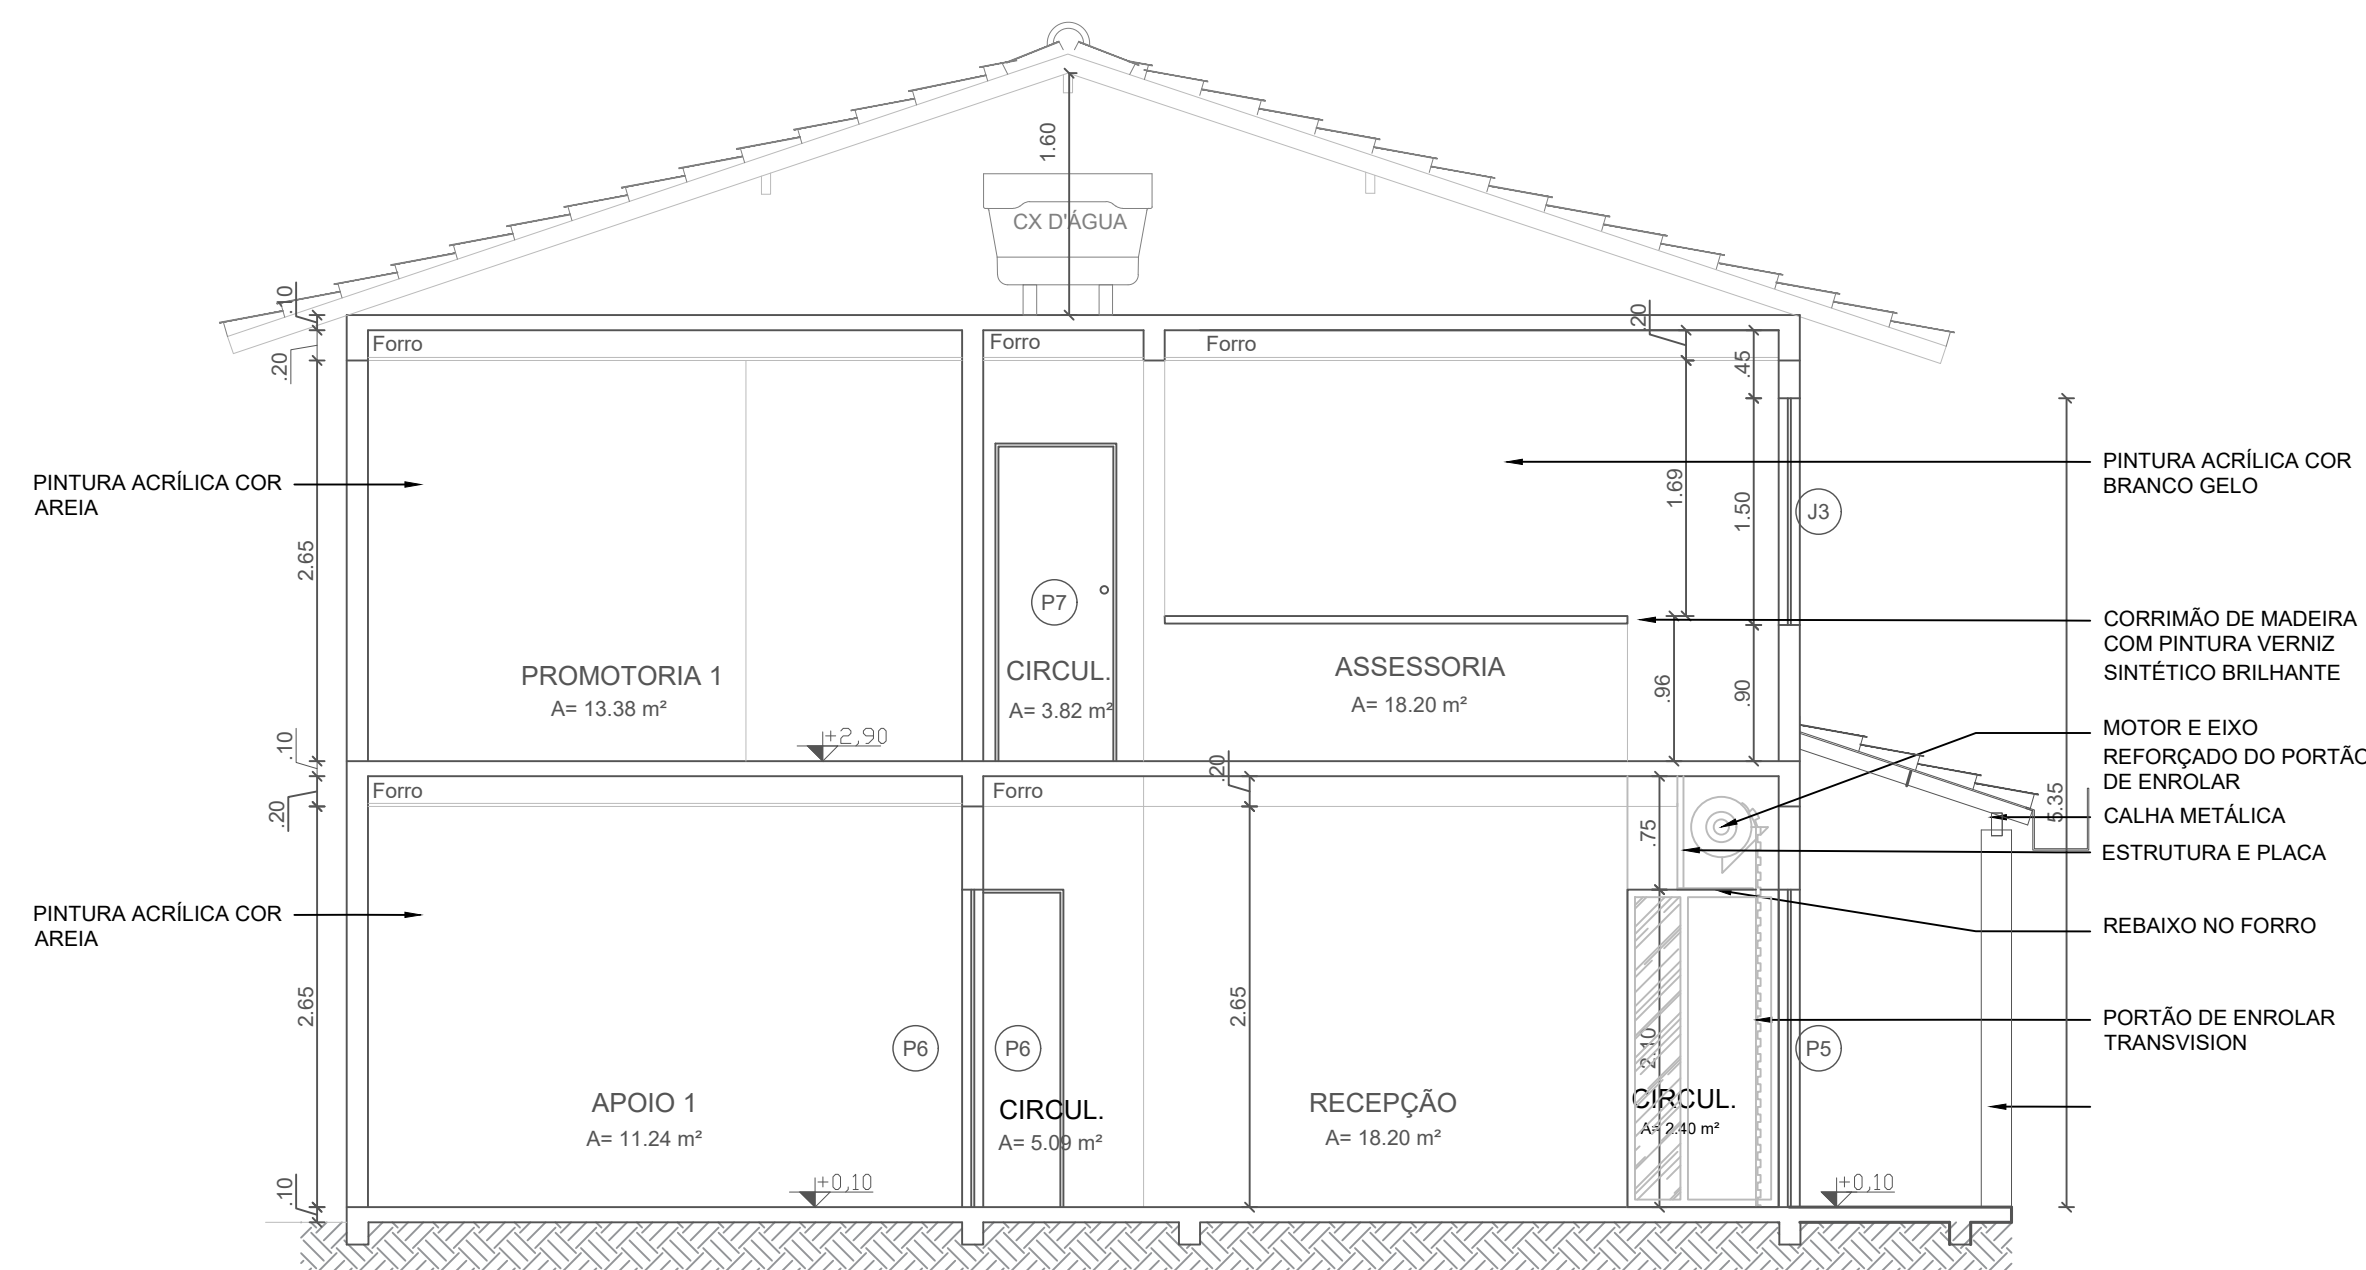 1.60
CX D'ÁGUA
.10
.20
.20
Forro
Forro
Forro
.45
PINTURA ACRÍLICA COR
AREIA
PINTURA ACRÍLICA COR
BRANCO GELO
1.69
1.50
J3
2.65
P7
CORRIMÃO DE MADEIRA
COM PINTURA VERNIZ
SINTÉTICO BRILHANTE
PROMOTORIA 1
A= 13.38 m²
CIRCUL.
A= 3.82 m²
ASSESSORIA
A= 18.20 m²
.96
.90
+2,90
.10
.20
.20
MOTOR E EIXO
REFORÇADO DO PORTÃO
DE ENROLAR
Forro
Forro
.75
5.35
CALHA METÁLICA
ESTRUTURA E PLACA
PINTURA ACRÍLICA COR
AREIA
REBAIXO NO FORRO
2.65
2.65
2.10
P6
P6
P5
PORTÃO DE ENROLAR
TRANSVISION
APOIO 1
A= 11.24 m²
CIRCUL.
A= 5.09 m²
RECEPÇÃO
A= 18.20 m²
CIRCUL.
A= 2.40 m²
.10
+0,10
+0,10